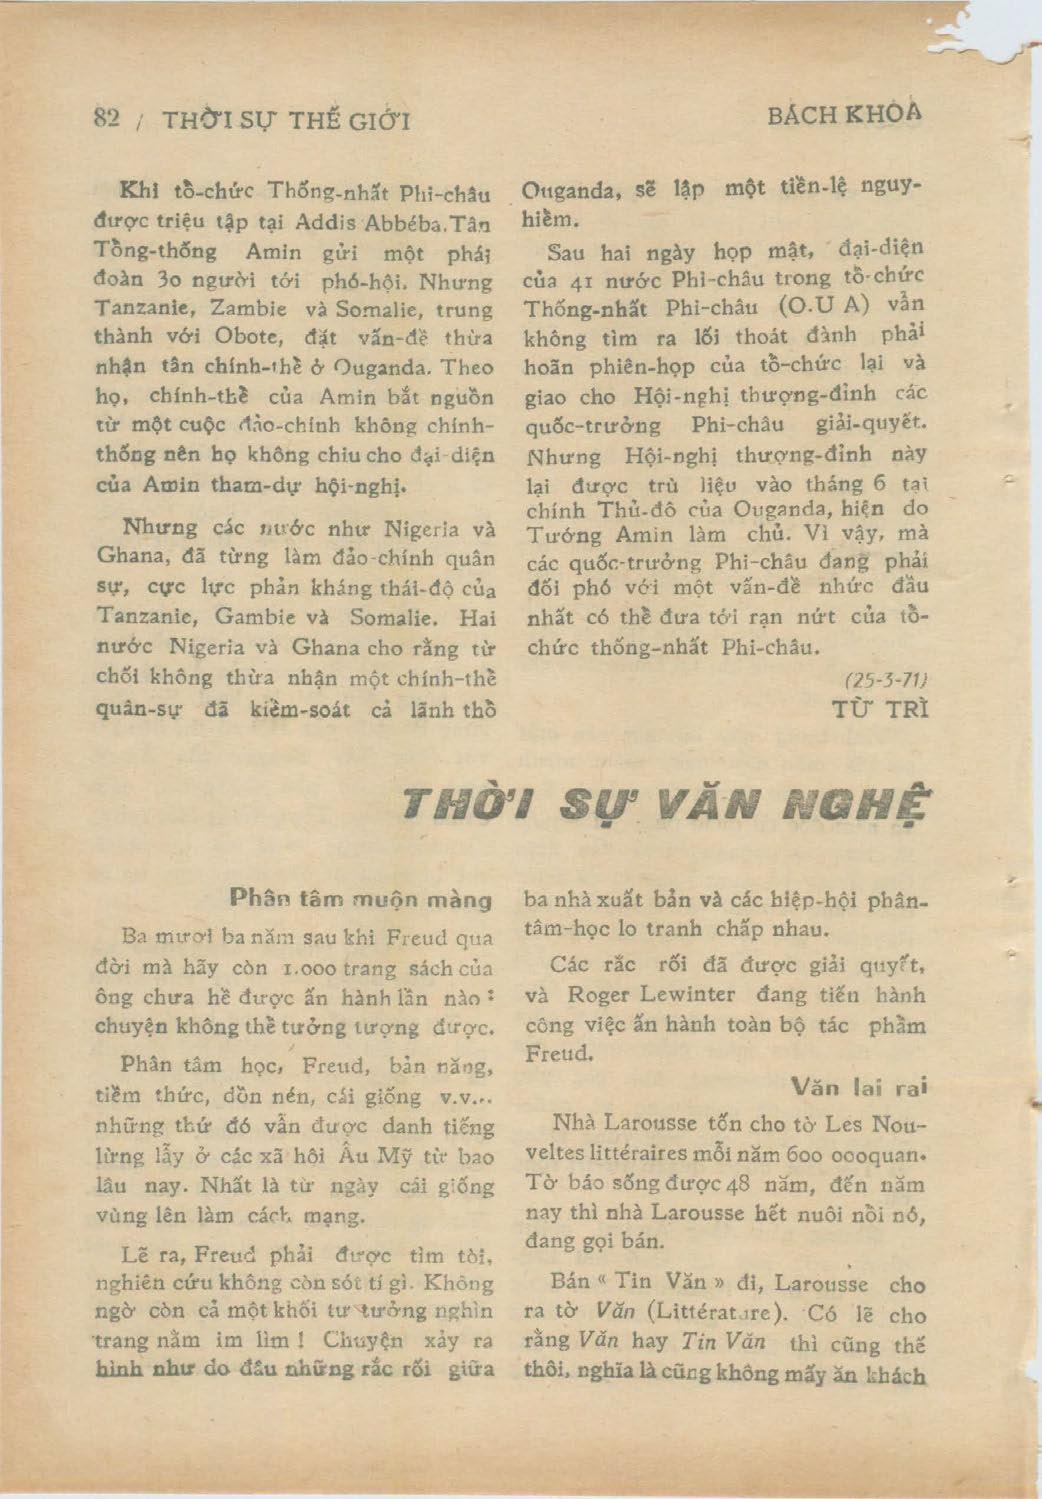 82 / THỜI SỰ THẾ GIỚI
BÁCH KHOA
Khi tổ-chức Thống-nhất Phi-châu
được triệu tập tại Addis Abbéba.Tân
Tổng-thống Amin gửi một phái
đoàn 30 người tới phó-hội. Nhưng
Tanzanie, Zambie và Somalie, trung
thành với Obote, đặt vấn-đề thừa
nhận tân chính-thể ở Ouganda. Theo
họ, chính-thể của Amin bắt nguồn
từ một cuộc đảo-chính không chính-
thống nên họ không chiu cho đại-diện
của Amin tham-dự hội-nghị.
Nhưng các nước như Nigeria và
Ghana, đã từng làm đảo-chính quân
sự, cực lực phản kháng thái-độ của
Tanzanie, Gambie và Somalie. Hai
nước Nigeria và Ghana cho rằng từ
chối không thừa nhận một chính-thể
quân-sự đã kiểm-soát cả lãnh thổ
Ouganda, sẽ lập một tiền-lệ nguy-
hiểm.
Sau hai ngày họp mật, đại-diện
của 41 nước Phi-châu trong tổ-chức
Thống-nhất Phi-châu (O.U A) vẫn
không tìm ra lối thoát đành phải
hoãn phiên-họp của tổ-chức lại và
giao cho Hội-nghị thượng-đỉnh các
quốc-trưởng Phi-châu giải-quyết.
Nhưng Hội-nghị thượng-đỉnh này
lại được trù liệu vào tháng 6 tại
chính Thủ-đô của Ouganda, hiện do
Tướng Amin làm chủ. Vì vậy, mà
các quốc-trưởng Phi-châu đang phải
đối phó với một vấn-đề nhức đầu
nhất có thể đưa tới rạn nứt của tổ-
chức thống-nhất Phi-châu.
(25-3-71)
TỪ TRÌ
THỜI SỰ VĂN NGHỆ
Phân tâm muộn màng
Ba mươi ba năm sau khi Freud qua
đời mà hãy còn 1.000 trang sách của
ông chưa hề được ấn hành lần nào :
chuyện không thể tưởng tượng được.
Phân tâm học, Freud, bản năng,
tiềm thức, dồn nén, cái giống v.v...
những thứ đó vẫn được danh tiếng
lừng lẫy ở các xã hôi Âu Mỹ từ bao
lâu nay. Nhất là từ ngày cái giống
vùng lên làm cách mạng.
Lẽ ra, Freud phải được tìm tòi,
nghiên cứu không còn sót tí gì. Không
ngờ còn cả một khối tư tưởng nghìn
trang nằm im lìm ! Chuyện xảy ra
hình như do đâu những rắc rối giữa
ba nhà xuất bản và các hiệp-hội phân-
tâm-học lo tranh chấp nhau.
Các rắc rối đã được giải quyết,
và Roger Lewinter đang tiến hành
công việc ấn hành toàn bộ tác phẩm
Freud.
Văn lai rai
Nhà Larousse tốn cho tờ Les Nou-
veltes littéraires mỗi năm 600 000quan.
Tờ báo sống được 48 năm, đến năm
nay thì nhà Larousse hết nuôi nổi nó,
đang gọi bán.
Bán « Tin Văn » đi, Larousse cho
ra tờ Văn (Littérature). Có lẽ cho
rằng Văn hay Tin Văn thì cũng thế
thôi, nghĩa là cũng không mấy ăn khách